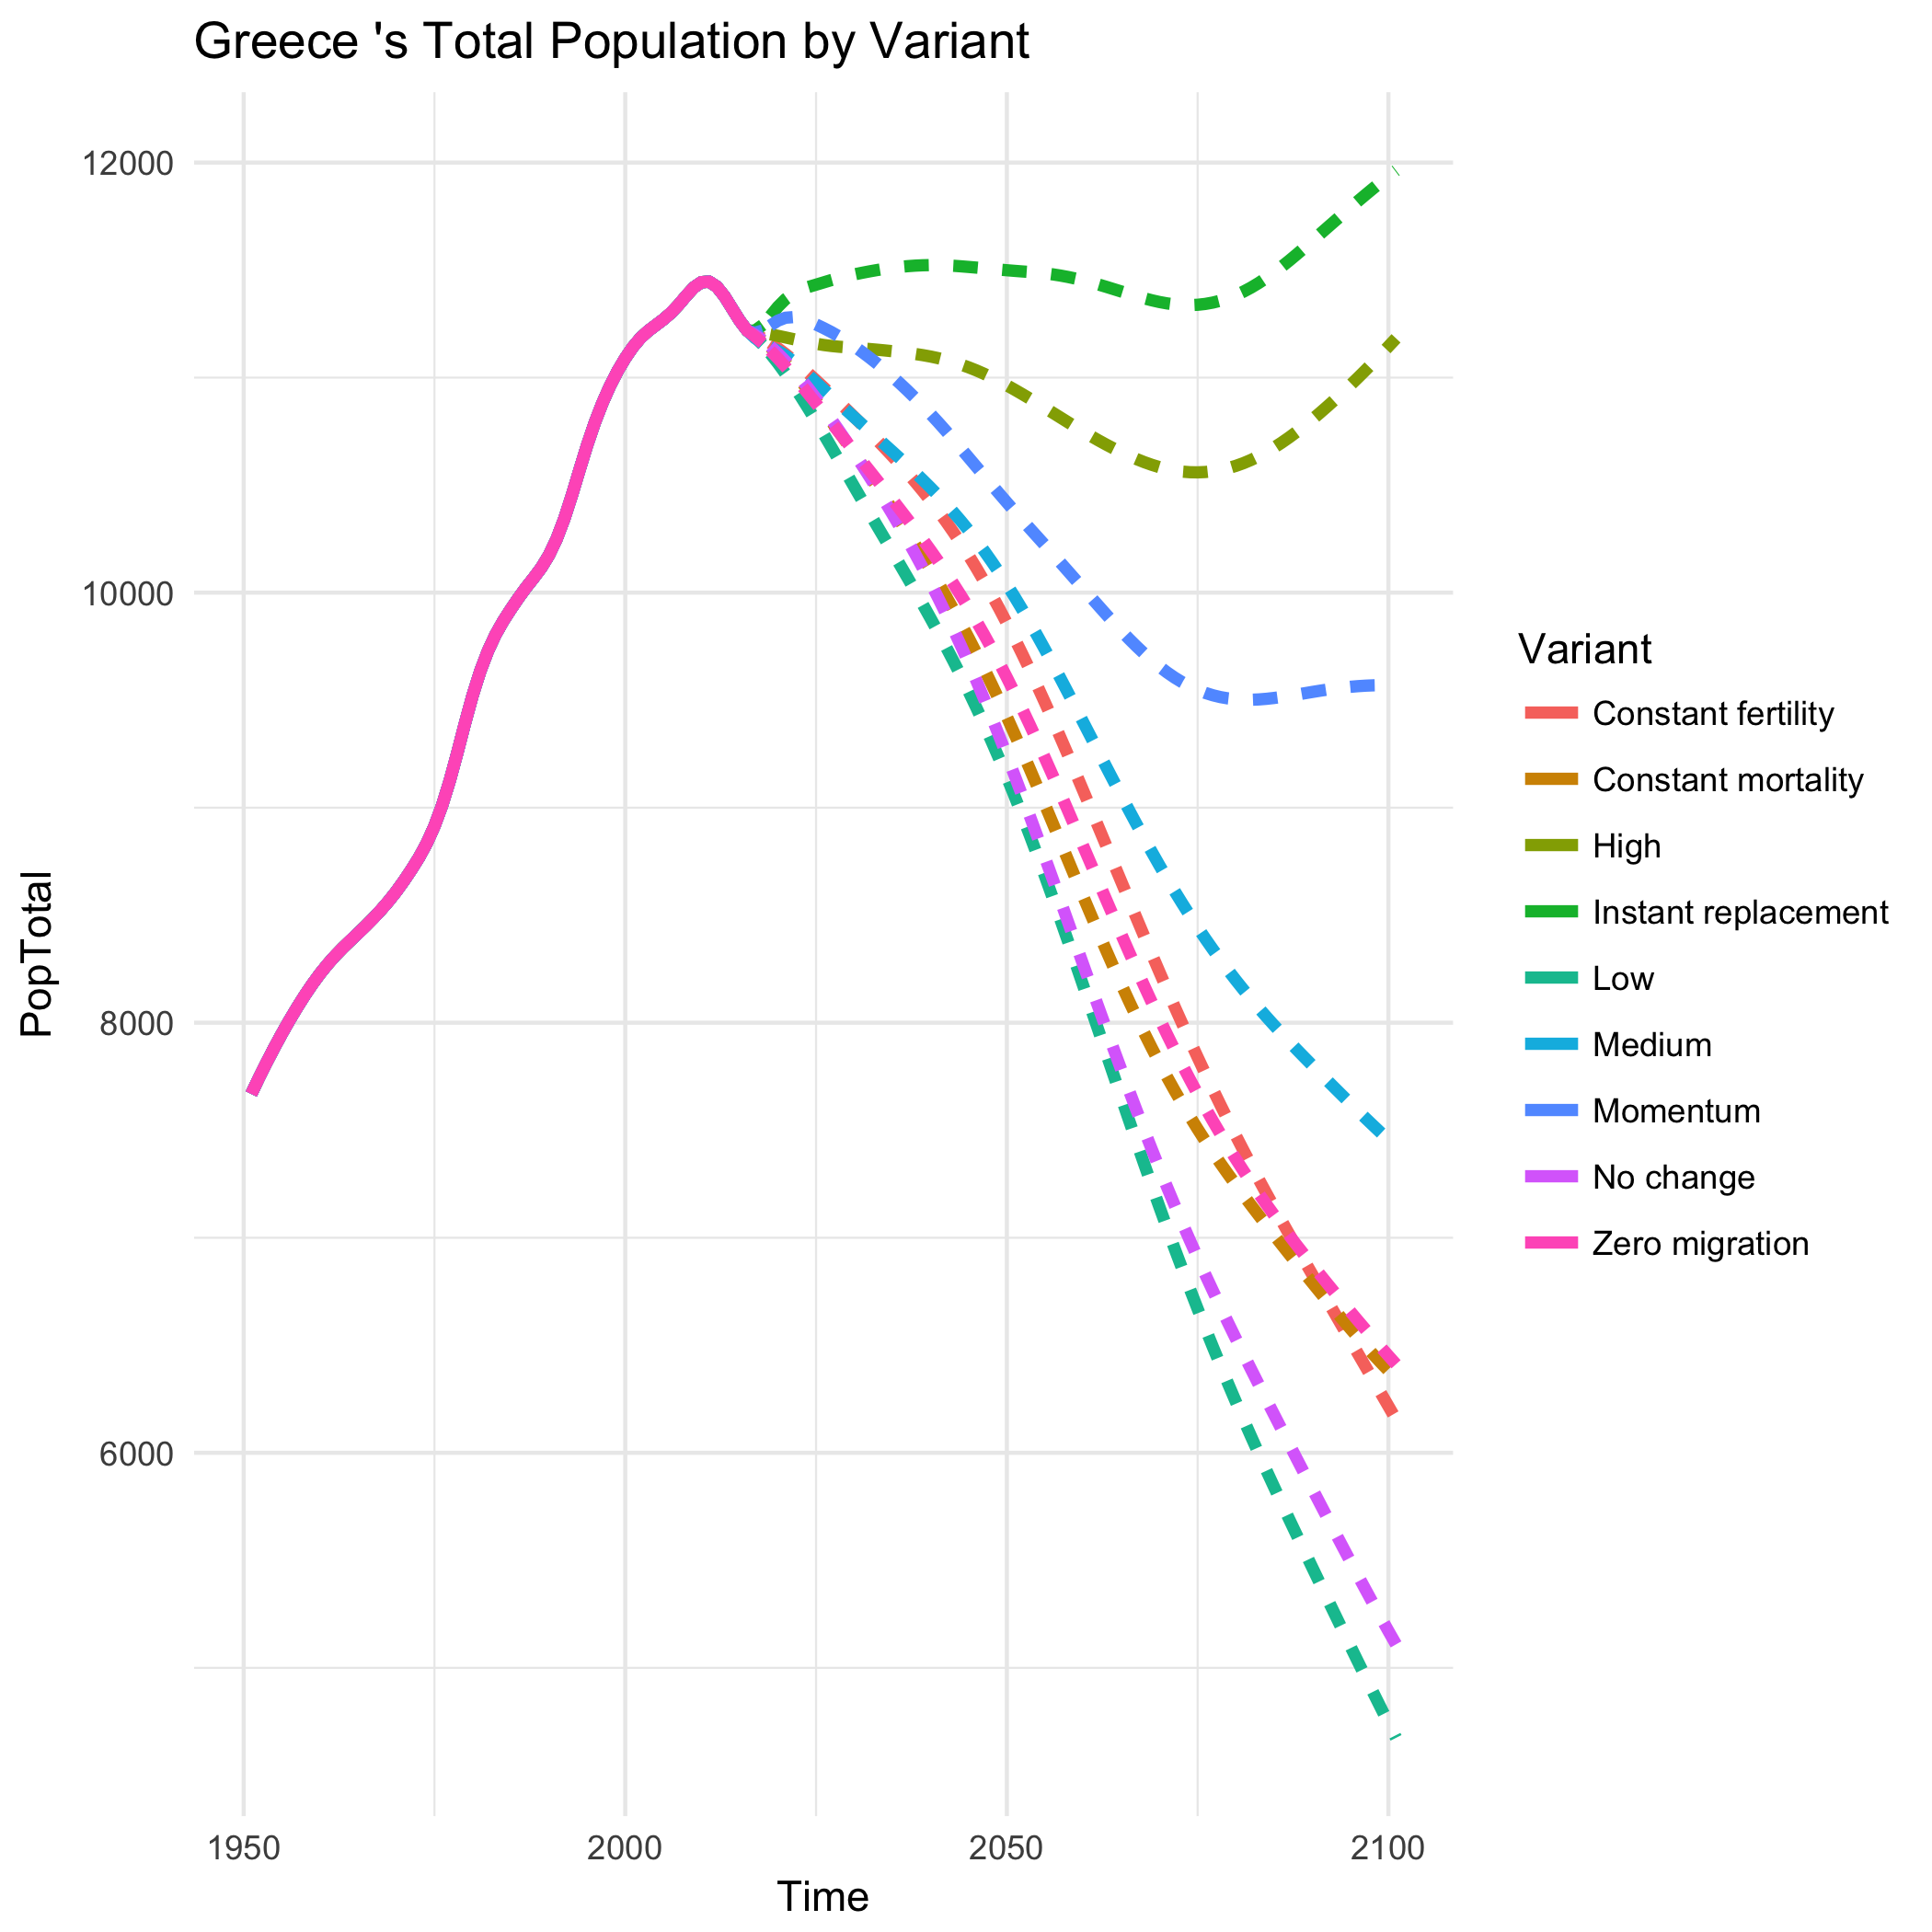 Greece 's Total Population by Variant
12000
10000
8000
6000
PopTotal
1950
2000
2050
2100
Time
Variant
Constant fertility
Constant mortality
High
Instant replacement
Low
Medium
Momentum
No change
Zero migration